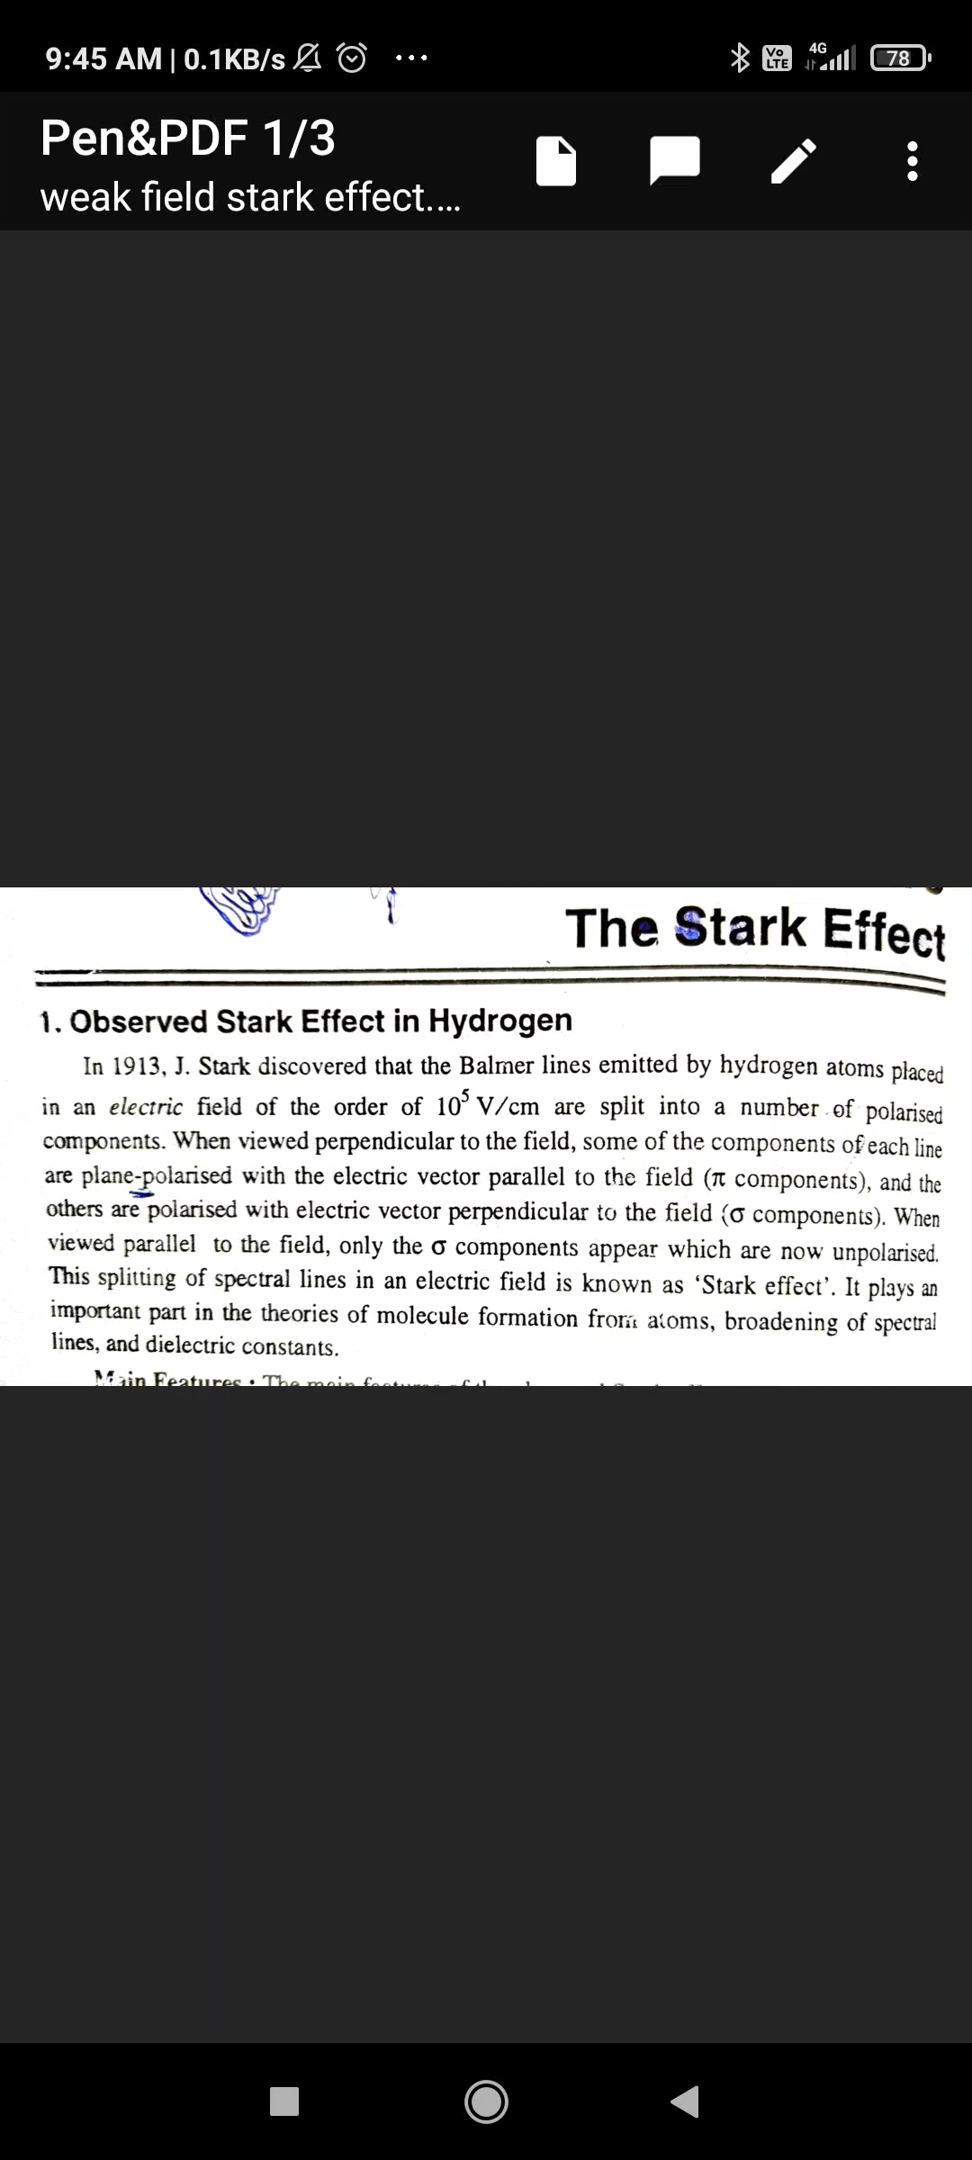 9:45 AM | 0.1KB/s
Vo LTE 4G 78
Pen&PDF 1/3
weak field stark effect....
The Stark Effect
1. Observed Stark Effect in Hydrogen
In 1913, J. Stark discovered that the Balmer lines emitted by hydrogen atoms placed
in an electric field of the order of 10⁵ V/cm are split into a number of polarised
components. When viewed perpendicular to the field, some of the components of each line
are plane-polarised with the electric vector parallel to the field (π components), and the
others are polarised with electric vector perpendicular to the field (σ components). When
viewed parallel to the field, only the σ components appear which are now unpolarised.
This splitting of spectral lines in an electric field is known as ‘Stark effect’. It plays an
important part in the theories of molecule formation from atoms, broadening of spectral
lines, and dielectric constants.
Main Features : The main